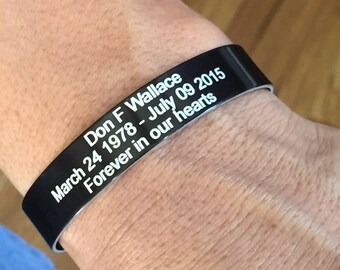 Don F Wallace
March 24 1978 - July 09 2015
Forever in our hearts